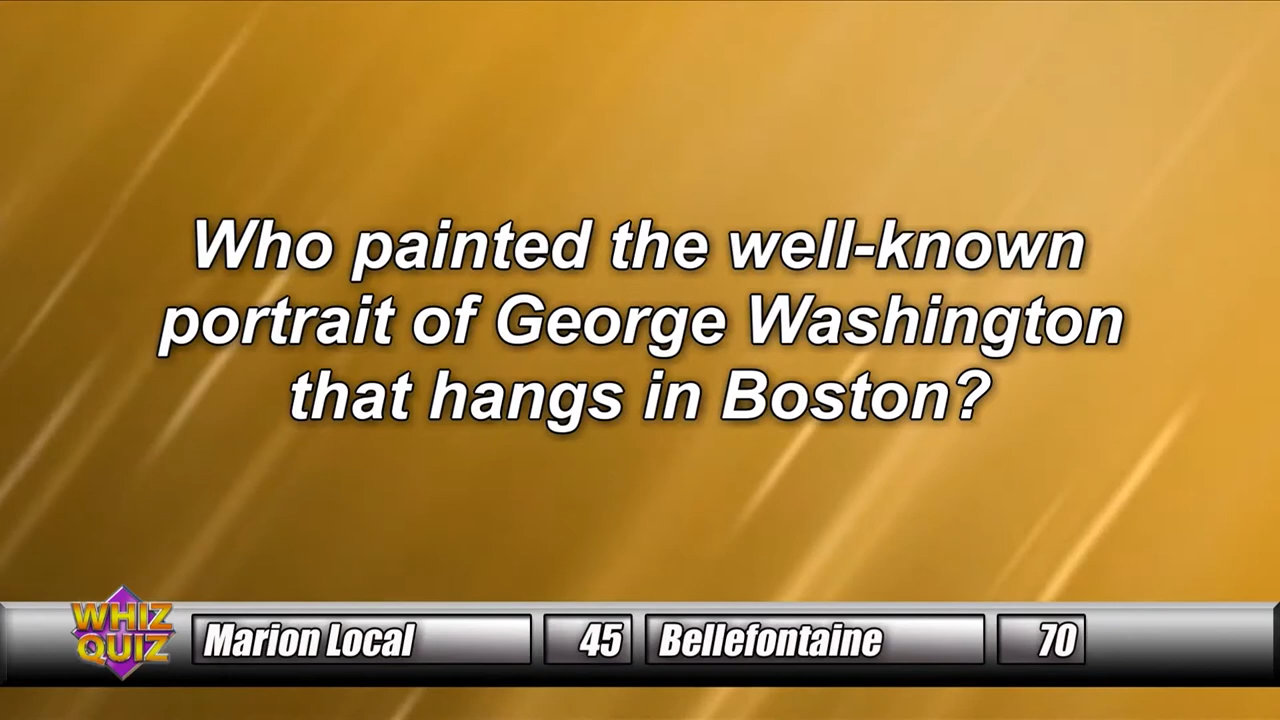 Who painted the well-known
portrait of George Washington
that hangs in Boston?
WHIZ
QUIZ
Marion Local 45 Bellefontaine 70